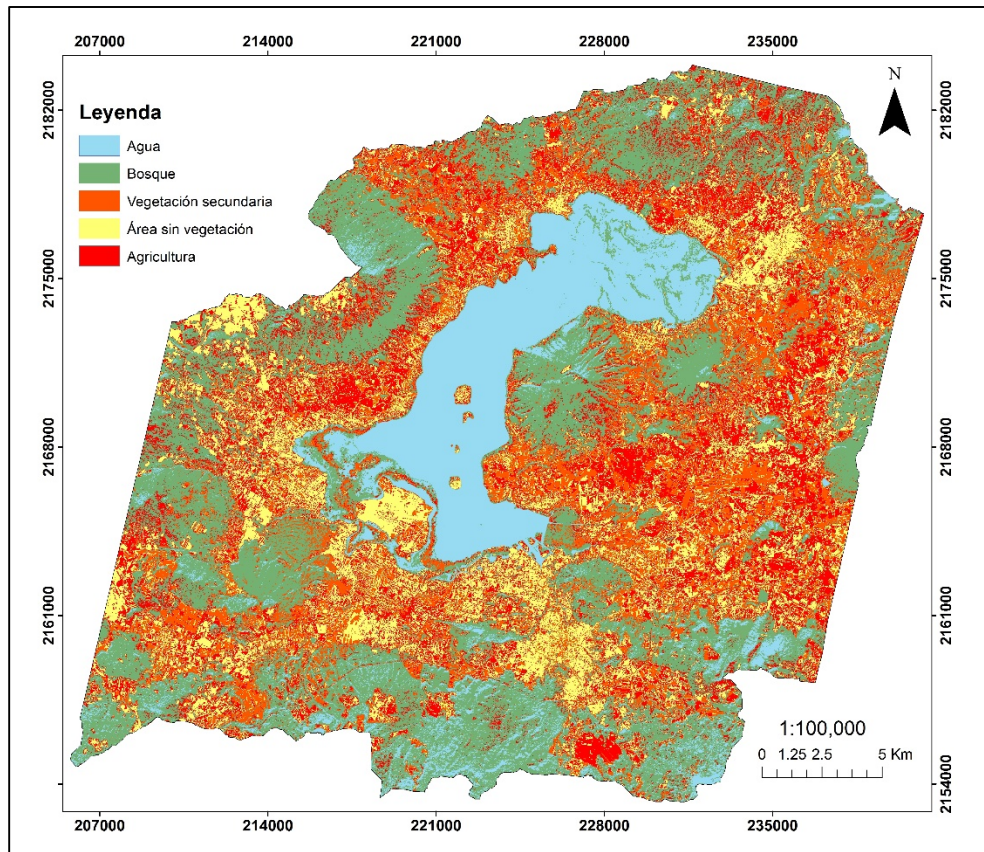 207000 214000 221000 228000 235000
N
2182000 2182000
Leyenda
Agua
Bosque
Vegetación secundaria
Área sin vegetación
Agricultura
2175000 2175000
2168000 2168000
2161000 2161000
1:100,000
0 1.25 2.5 5 Km
2154000 2154000
207000 214000 221000 228000 235000